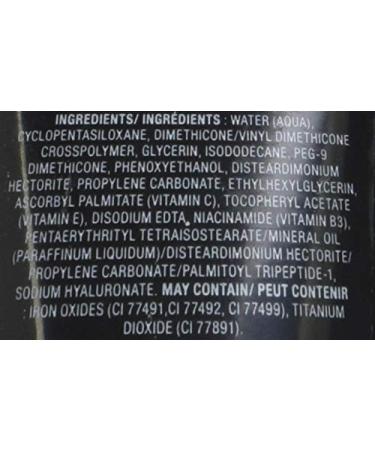 INGREDIENTS/ INGRÉDIENTS : WATER (AQUA),
CYCLOPENTASILOXANE, DIMETHICONE/VINYL DIMETHICONE
CROSSPOLYMER, GLYCERIN, ISODODECANE, PEG-9
DIMETHICONE, PHENOXYETHANOL, DISTEARDIMONIUM
HECTORITE, PROPYLENE CARBONATE, ETHYLHEXYLGLYCERIN,
ASCORBYL PALMITATE (VITAMIN C), TOCOPHERYL ACETATE
(VITAMIN E), DISODIUM EDTA, NIACINAMIDE (VITAMIN B3),
PENTAERYTHRITYL TETRAISOSTEARATE/MINERAL OIL
(PARAFFINUM LIQUIDUM)/DISTEARDIMONIUM HECTORITE/
PROPYLENE CARBONATE/PALMITOYL TRIPEPTIDE-1,
SODIUM HYALURONATE. MAY CONTAIN/ PEUT CONTENIR
: IRON OXIDES (CI 77491,CI 77492, CI 77499), TITANIUM
DIOXIDE (CI 77891).